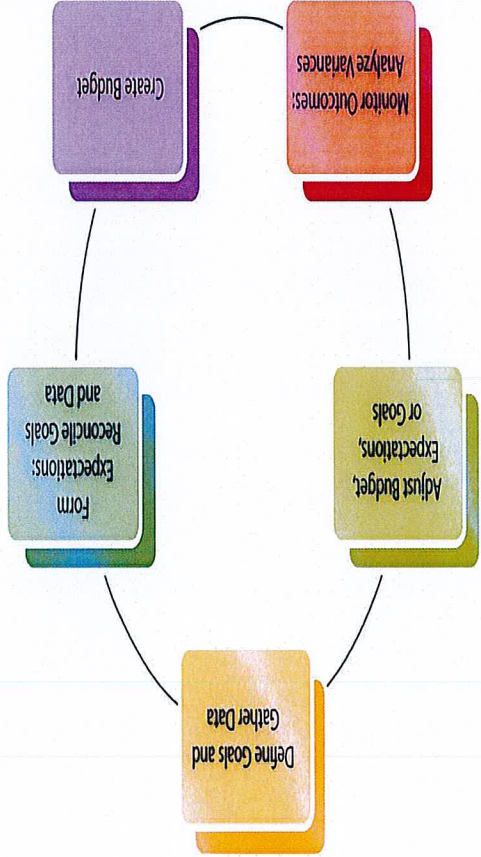 Define Goals and
Gather Data
Form
Expectations:
Reconcile Goals
and Data
Create Budget
Monitor Outcomes:
Analyze Variances
Adjust Budget,
Expectations,
or Goals